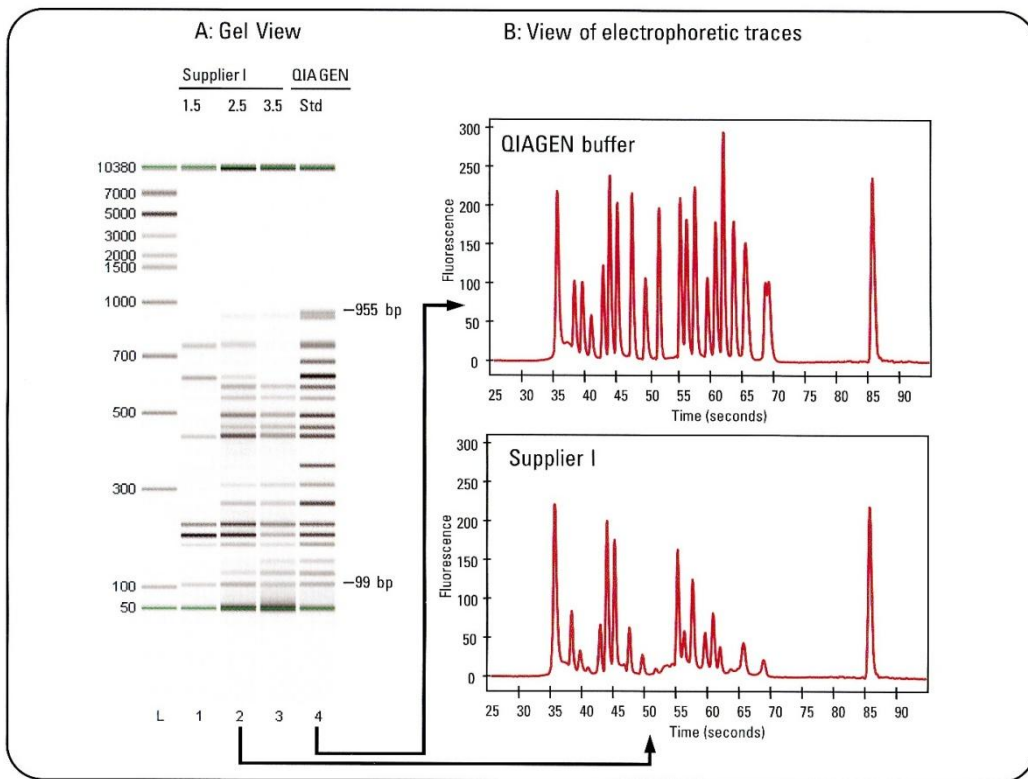 A: Gel View
Supplier I QIAGEN
1.5 2.5 3.5 Std
10380
7000
5000
3000
2000
1500
1000
700
500
300
100
50
–955 bp
–99 bp
L 1 2 3 4
B: View of electrophoretic traces
QIAGEN buffer
Fluorescence
300
250
200
150
100
50
0
25 30 35 40 45 50 55 60 65 70 75 80 85 90
Time (seconds)
Supplier I
Fluorescence
300
250
200
150
100
50
0
25 30 35 40 45 50 55 60 65 70 75 80 85 90
Time (seconds)